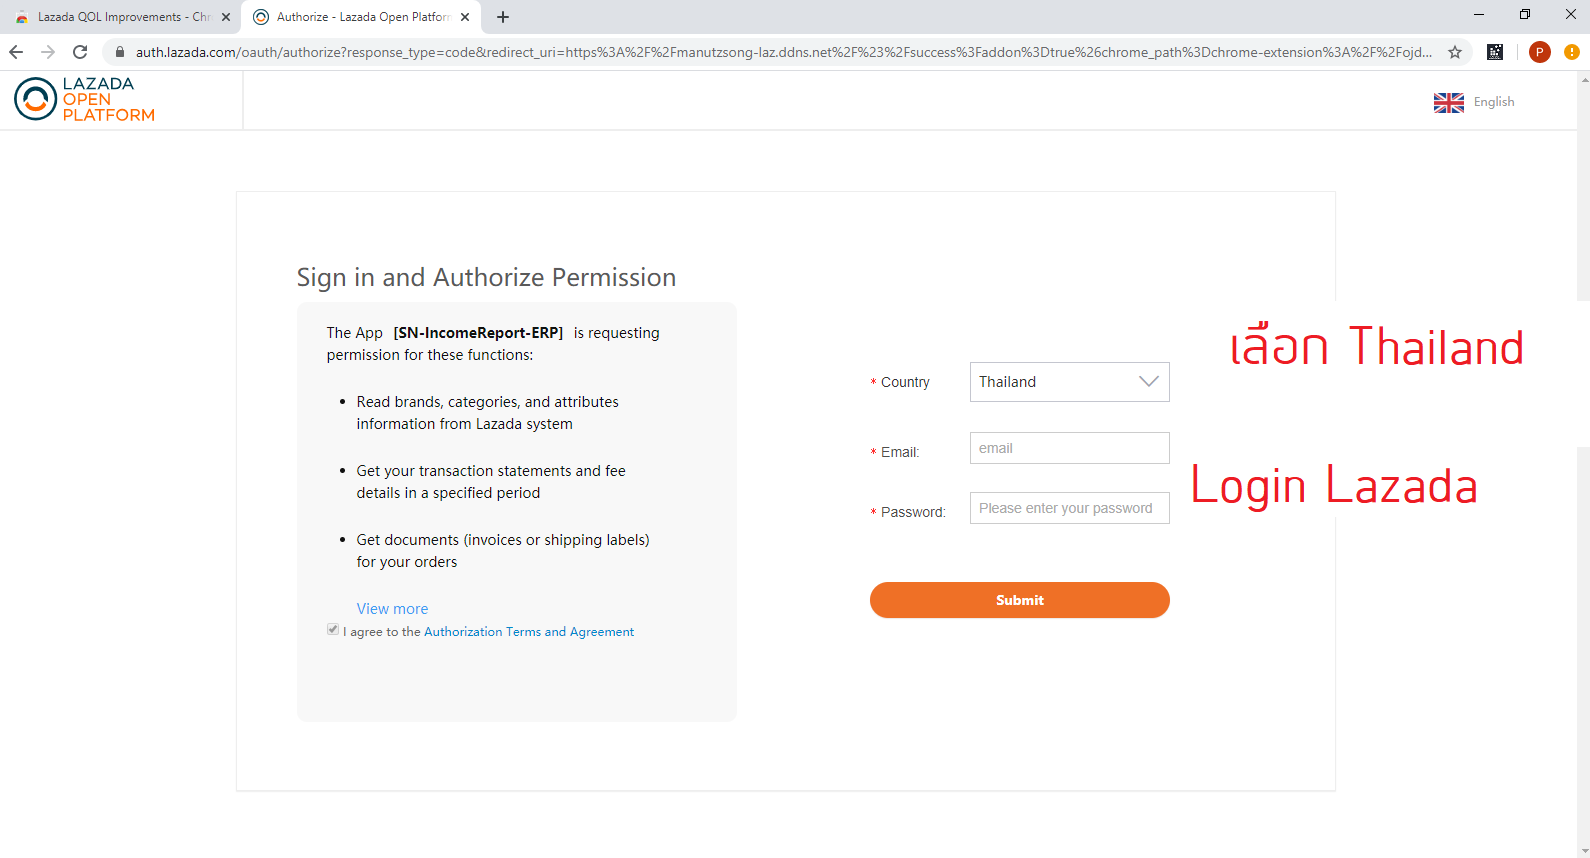 Lazada QOL Improvements - Chr
Authorize - Lazada Open Platform
auth.lazada.com/oauth/authorize?response_type=code&redirect_uri=https%3A%2F%2Fmanutzsong-laz.ddns.net%2F%23%2Fsuccess%3Faddon%3Dtrue%26chrome_path%3Dchrome-extension%3A%2F%2Fojd...
P
LAZADA
OPEN
PLATFORM
English
Sign in and Authorize Permission
The App [SN-IncomeReport-ERP] is requesting
permission for these functions:
Read brands, categories, and attributes
information from Lazada system
Get your transaction statements and fee
details in a specified period
Get documents (invoices or shipping labels)
for your orders
View more
I agree to the Authorization Terms and Agreement
* Country
Thailand
เลือก Thailand
* Email:
email
Login Lazada
* Password:
Please enter your password
Submit